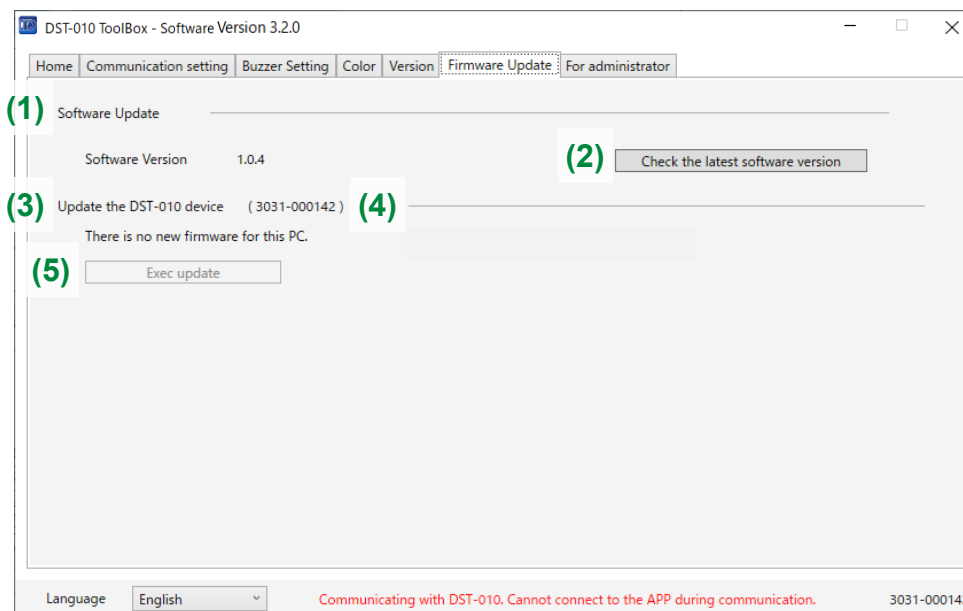 DST-010 ToolBox - Software Version 3.2.0
Home Communication setting Buzzer Setting Color Version Firmware Update For administrator
(1) Software Update
Software Version 1.0.4 (2) Check the latest software version
(3) Update the DST-010 device ( 3031-000142 ) (4)
There is no new firmware for this PC.
(5) Exec update
Language English Communicating with DST-010. Cannot connect to the APP during communication. 3031-00014